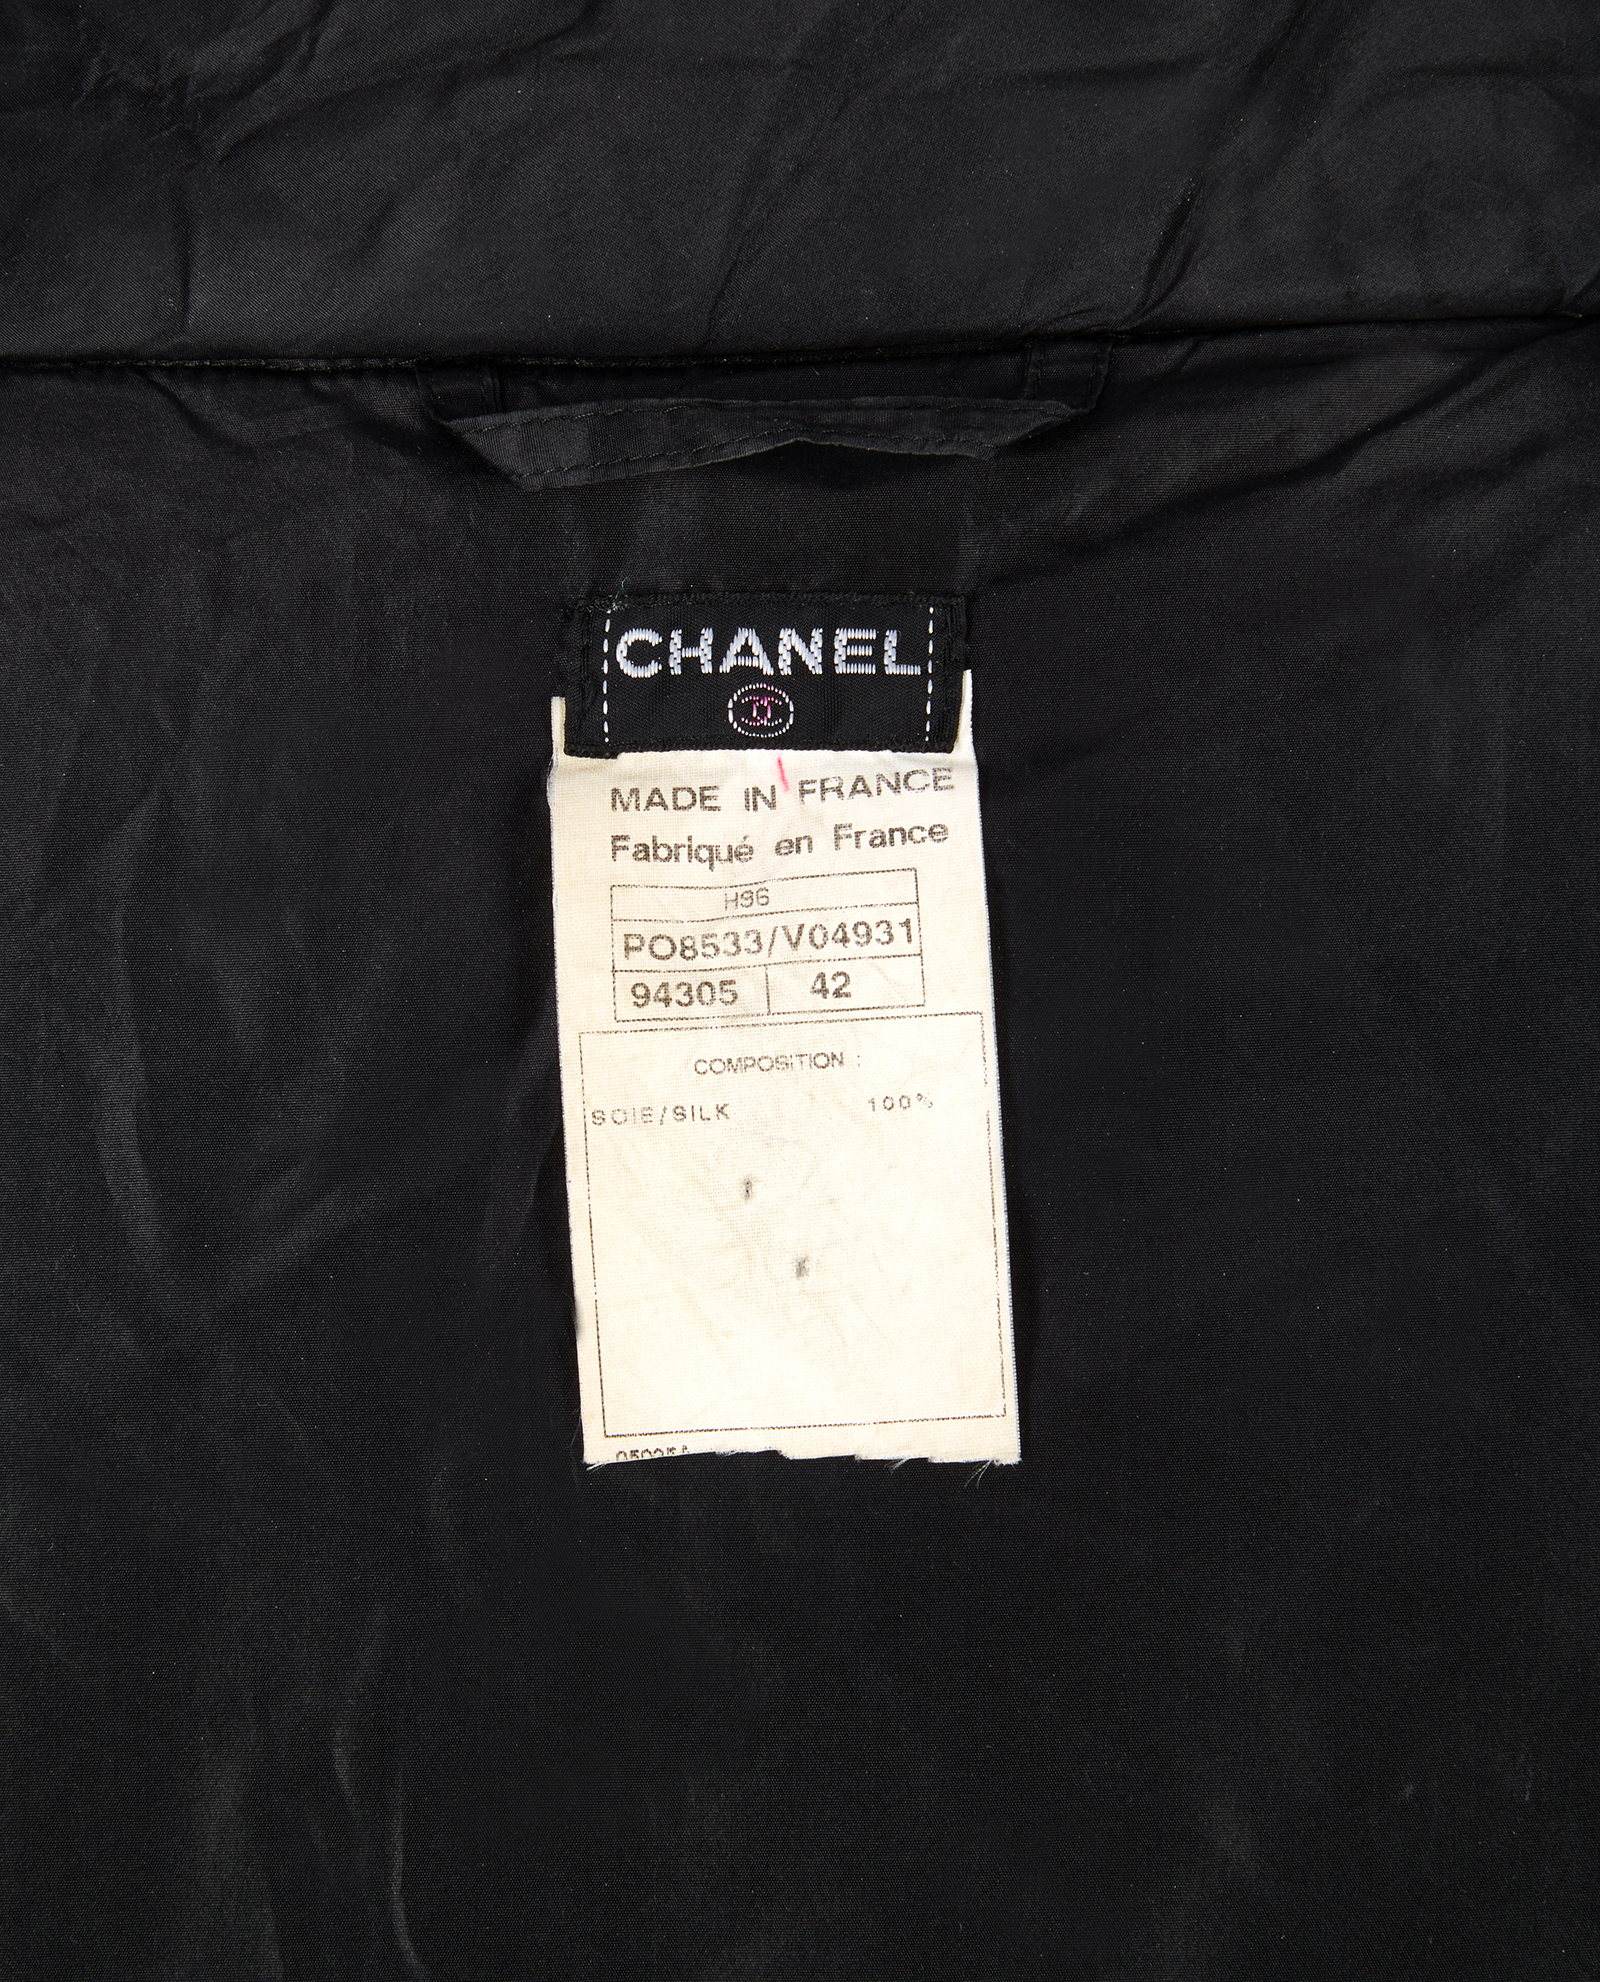 CHANEL
MADE IN FRANCE
Fabriqué en France
H96
PO8533/V04931
94305 42
COMPOSITION :
SOIE/SILK 100%